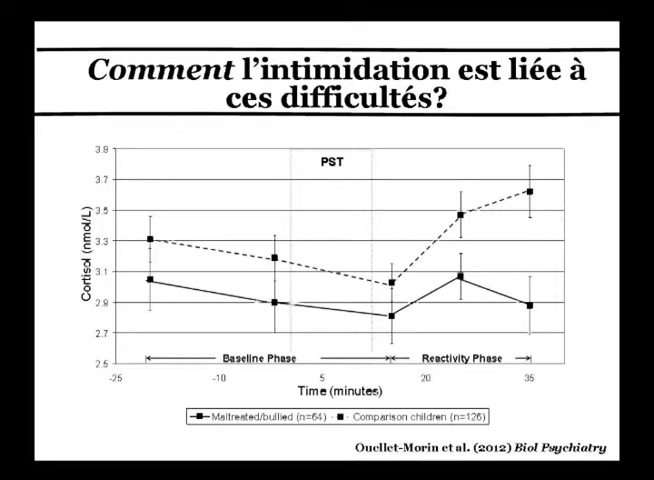 Comment l'intimidation est liée à
ces difficultés?
3.9
3.7
3.5
3.3
3.1
2.9
2.7
2.5
Cortisol (nmol/L)
PST
Baseline Phase
Reactivity Phase
-25
-10
5
20
35
Time (minutes)
Maltreated/bullied (n=64)
Comparison children (n=126)
Ouellet-Morin et al. (2012) Biol Psychiatry